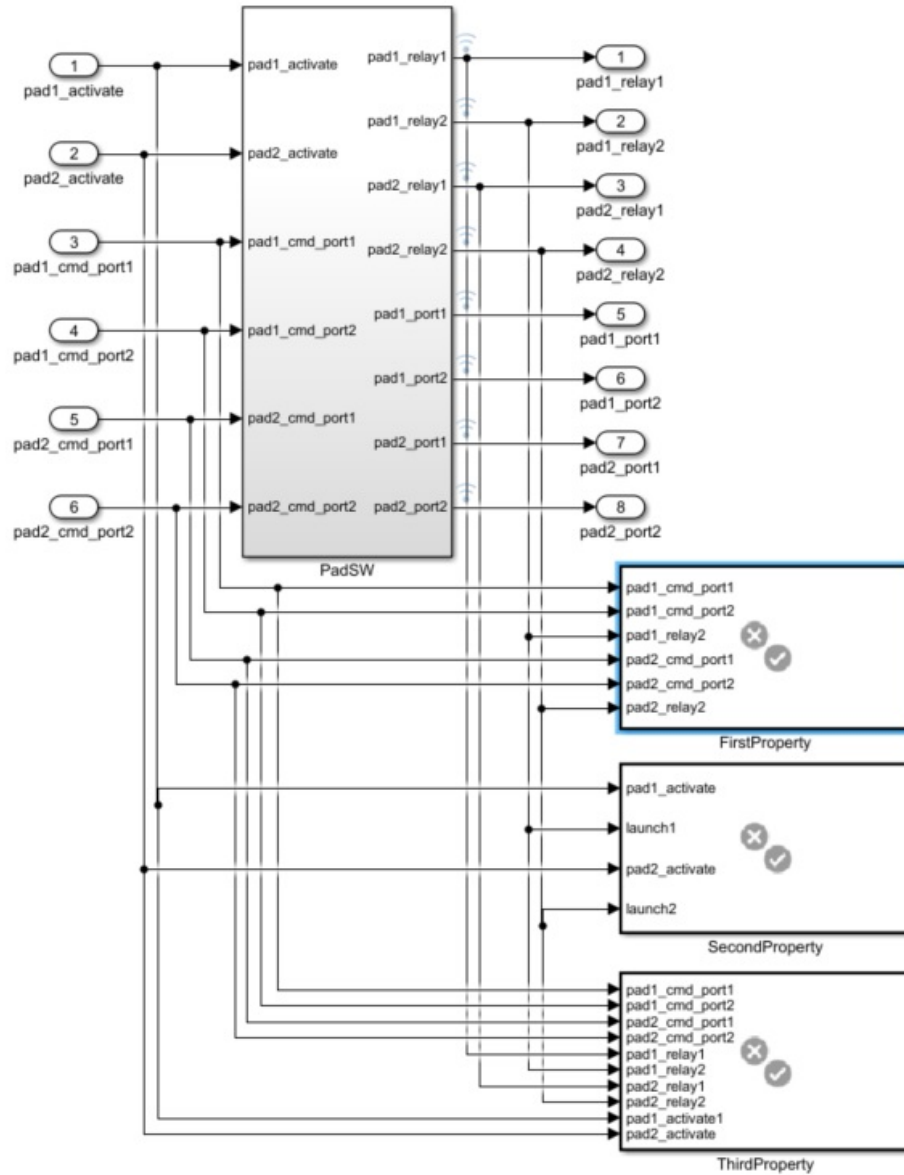 1
pad1_activate
2
pad2_activate
3
pad1_cmd_port1
4
pad1_cmd_port2
5
pad2_cmd_port1
6
pad2_cmd_port2
pad1_activate
pad2_activate
pad1_cmd_port1
pad1_cmd_port2
pad2_cmd_port1
pad2_cmd_port2
pad1_relay1
pad1_relay2
pad2_relay1
pad2_relay2
pad1_port1
pad1_port2
pad2_port1
pad2_port2
PadSW
1
pad1_relay1
2
pad1_relay2
3
pad2_relay1
4
pad2_relay2
5
pad1_port1
6
pad1_port2
7
pad2_port1
8
pad2_port2
pad1_cmd_port1
pad1_cmd_port2
pad1_relay2
pad2_cmd_port1
pad2_cmd_port2
pad2_relay2
FirstProperty
pad1_activate
launch1
pad2_activate
launch2
SecondProperty
pad1_cmd_port1
pad1_cmd_port2
pad2_cmd_port1
pad2_cmd_port2
pad1_relay1
pad1_relay2
pad2_relay1
pad2_relay2
pad1_activate1
pad2_activate
ThirdProperty